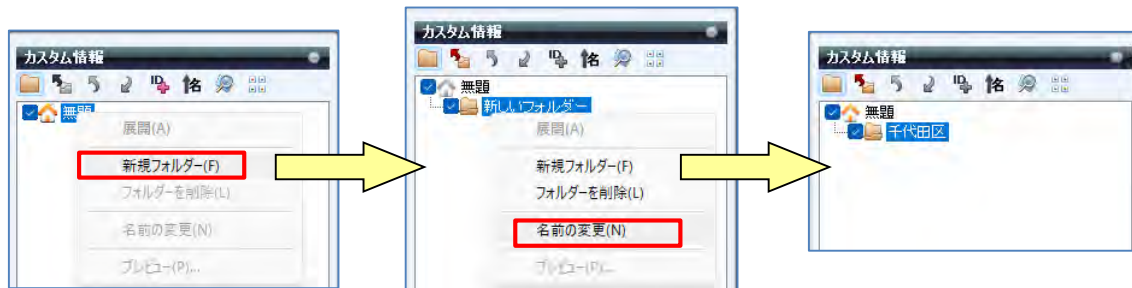 カスタム情報
無題
展開(A)
新規フォルダー(F)
フォルダーを削除(L)
名前の変更(N)
プレビュー(P)...
カスタム情報
無題
新しいフォルダー
展開(A)
新規フォルダー(F)
フォルダーを削除(L)
名前の変更(N)
プレビュー(P)...
カスタム情報
無題
千代田区